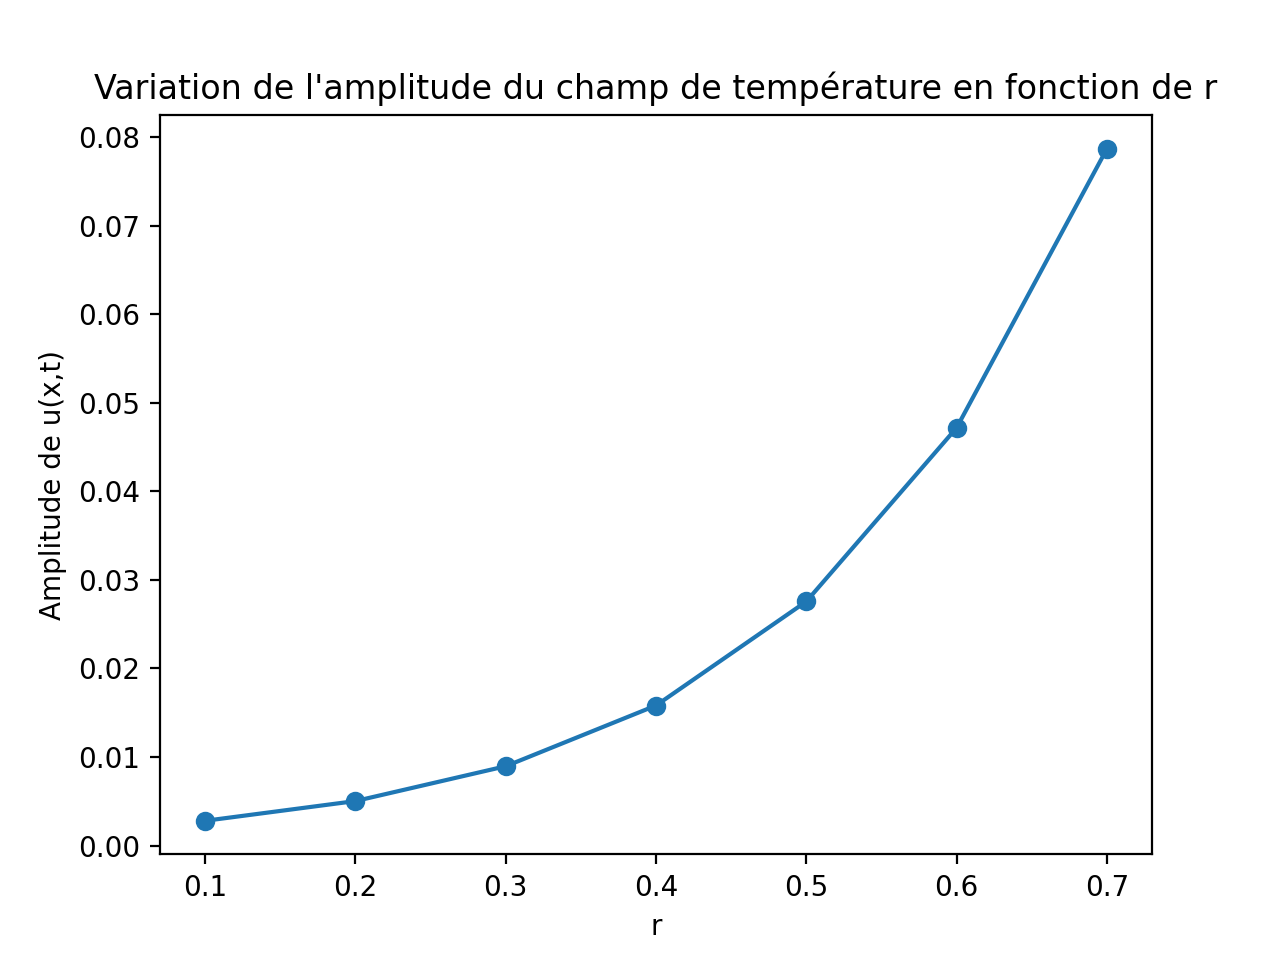 Variation de l'amplitude du champ de température en fonction de r
0.08
0.07
0.06
0.05
0.04
0.03
0.02
0.01
0.00
Amplitude de u(x,t)
0.1 0.2 0.3 0.4 0.5 0.6 0.7
r